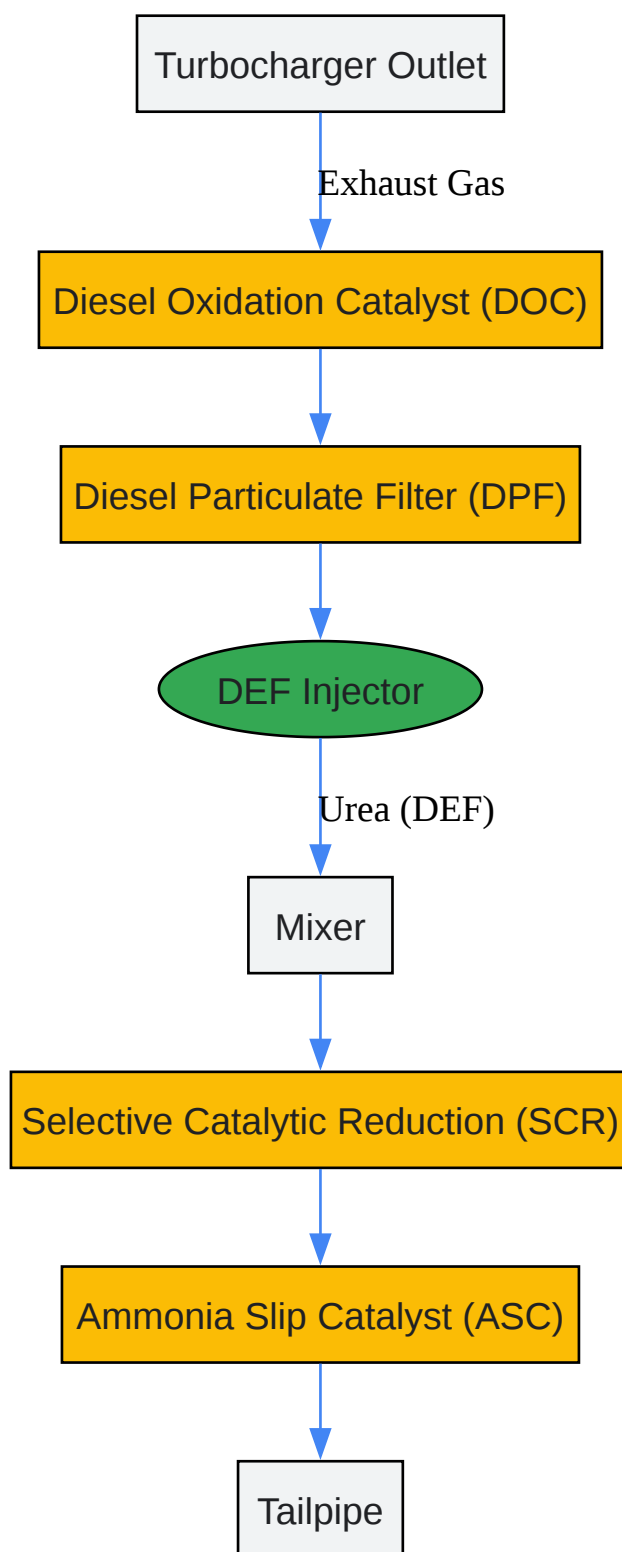 Turbocharger Outlet
Exhaust Gas
Diesel Oxidation Catalyst (DOC)
Diesel Particulate Filter (DPF)
DEF Injector
Urea (DEF)
Mixer
Selective Catalytic Reduction (SCR)
Ammonia Slip Catalyst (ASC)
Tailpipe